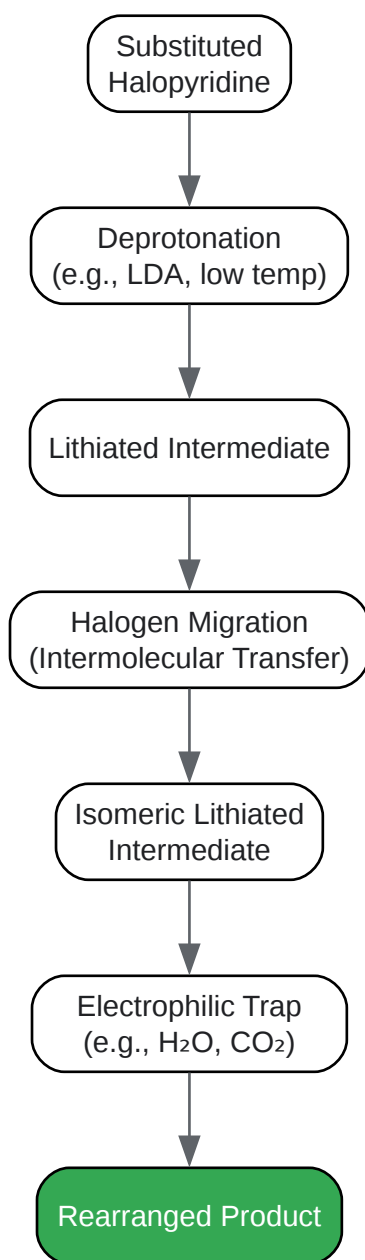 Substituted
Halopyridine
Deprotonation
(e.g., LDA, low temp)
Lithiated Intermediate
Halogen Migration
(Intermolecular Transfer)
Isomeric Lithiated
Intermediate
Electrophilic Trap
(e.g., H₂O, CO₂)
Rearranged Product